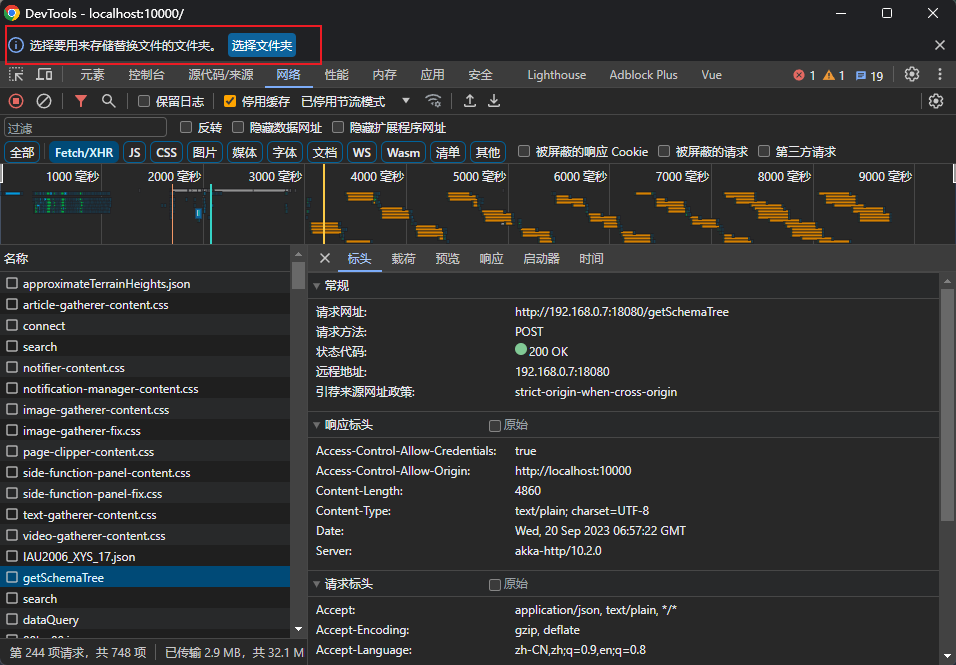 DevTools - localhost:10000/
选择要用来存储替换文件的文件夹。 选择文件夹
元素 控制台 源代码/来源 网络 性能 内存 应用 安全 Lighthouse Adblock Plus Vue 1 1 19
保留日志 停用缓存 已停用节流模式
过滤 反转 隐藏数据网址 隐藏扩展程序网址
全部 Fetch/XHR JS CSS 图片 媒体 字体 文档 WS Wasm 清单 其他 被屏蔽的响应 Cookie 被屏蔽的请求 第三方请求
1000 毫秒 2000 毫秒 3000 毫秒 4000 毫秒 5000 毫秒 6000 毫秒 7000 毫秒 8000 毫秒 9000 毫秒
名称
approximateTerrainHeights.json
article-gatherer-content.css
connect
search
notifier-content.css
notification-manager-content.css
image-gatherer-content.css
image-gatherer-fix.css
page-clipper-content.css
side-function-panel-content.css
side-function-panel-fix.css
text-gatherer-content.css
video-gatherer-content.css
IAU2006_XYS_17.json
getSchemaTree
search
dataQuery
第 244 项请求，共 748 项 已传输 2.9 MB，共 32.1 M
标头 载荷 预览 响应 启动器 时间
常规
请求网址: http://192.168.0.7:18080/getSchemaTree
请求方法: POST
状态代码: 200 OK
远程地址: 192.168.0.7:18080
引荐来源网址政策: strict-origin-when-cross-origin
响应标头 原始
Access-Control-Allow-Credentials: true
Access-Control-Allow-Origin: http://localhost:10000
Content-Length: 4860
Content-Type: text/plain; charset=UTF-8
Date: Wed, 20 Sep 2023 06:57:22 GMT
Server: akka-http/10.2.0
请求标头 原始
Accept: application/json, text/plain, */*
Accept-Encoding: gzip, deflate
Accept-Language: zh-CN,zh;q=0.9,en;q=0.8